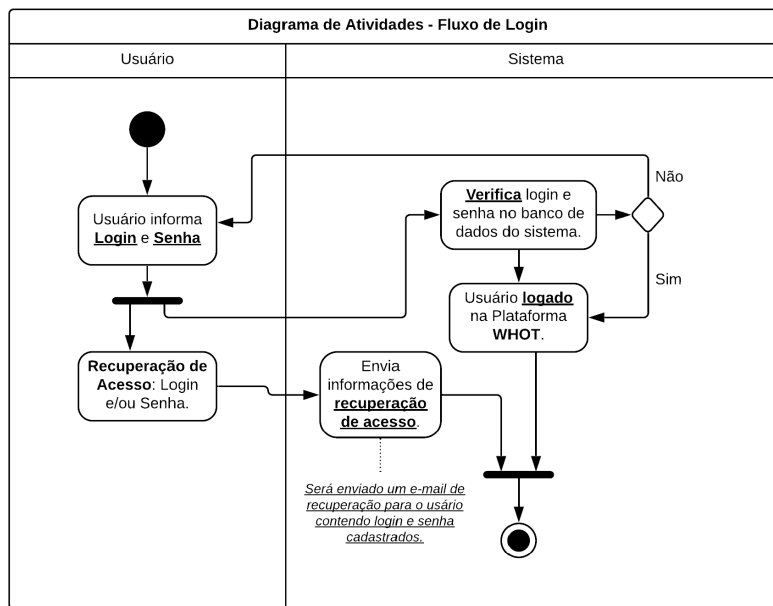 Diagrama de Atividades - Fluxo de Login
Usuário
Sistema
Usuário informa
Login e Senha
Verifica login e
senha no banco de
dados do sistema.
Não
Sim
Usuário logado
na Plataforma
WHOT.
Recuperação de
Acesso: Login
e/ou Senha.
Envia
informações de
recuperação
de acesso.
Será enviado um e-mail de
recuperação para o usário
contendo login e senha
cadastrados.